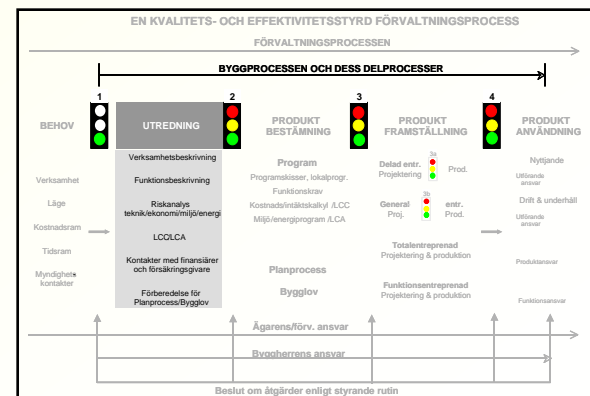 EN KVALITETS- OCH EFFEKTIVITETSSTYRD FÖRVALTNINGSPROCESS
FÖRVALTNINGSPROCESSEN
BYGGPROCESSEN OCH DESS DELPROCESSER
1
2
3
4
BEHOV
UTREDNING
PRODUKT
BESTÄMNING
PRODUKT
FRAMSTÄLLNING
PRODUKT
ANVÄNDNING
Verksamhet
Läge
Kostnadsram
Tidsram
Myndighets
kontakter
Verksamhetsbeskrivning
Funktionsbeskrivning
Riskanalys
teknik/ekonomi/miljö/energi
LCC/LCA
Kontakter med finansiärer
och försäkringsgivare
Förberedelse för
Planprocess/Bygglov
Program
Programskisser, lokalprogr.
Funktionskrav
Kostnads/intäktskalkyl /LCC
Miljö/energiprogram /LCA
Planprocess
Bygglov
3a
Delad entr.
Projektering Prod.
3b
General entr.
Proj. Prod.
Totalentreprenad
Projektering & produktion
Funktionsentreprenad
Projektering & produktion
Nyttjande
Utförande
ansvar
Drift & underhåll
Utförande
ansvar
Produktansvar
Funktionsansvar
Ägarens/förv. ansvar
Byggherrens ansvar
Beslut om åtgärder enligt styrande rutin